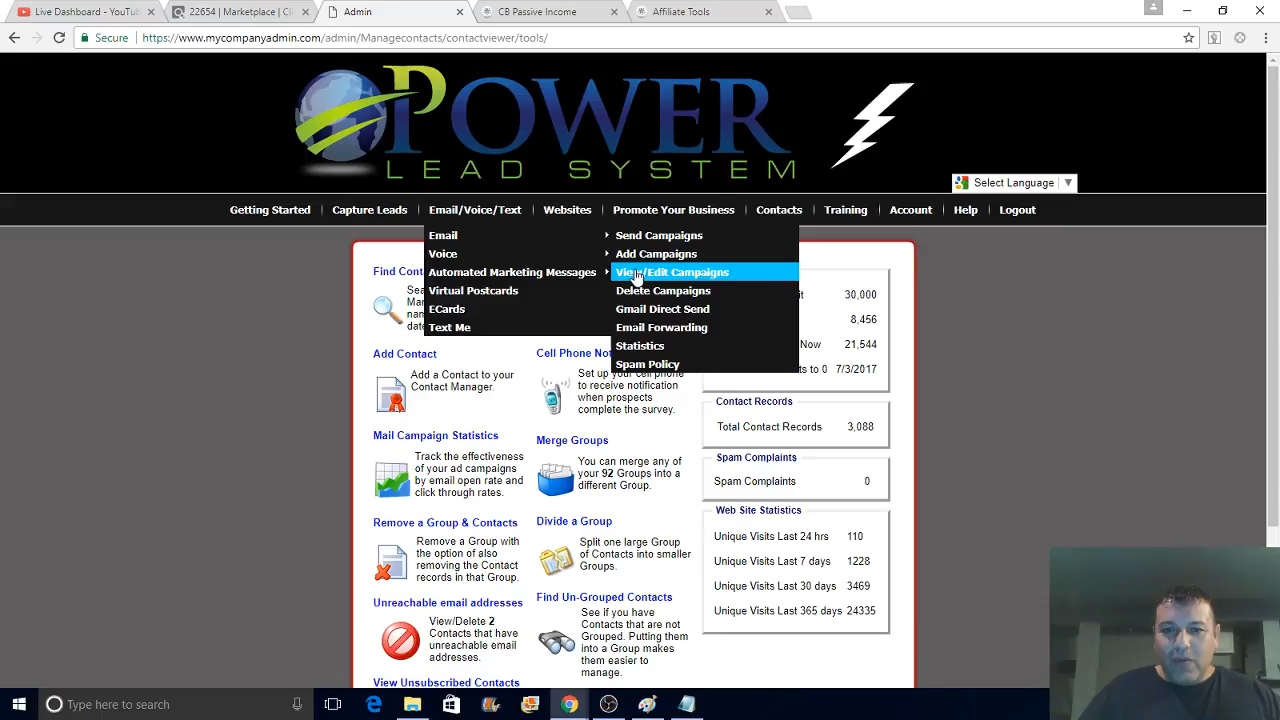 Live Dashboard - YouTu
22654 | Marketplace | Cli
Admin
CB Passive Income
Affiliate Tools
Secure
https://www.mycompanyadmin.com/admin/Managecontacts/contactviewer/tools/
POWER
LEAD SYSTEM
Select Language
Getting Started
Capture Leads
Email/Voice/Text
Websites
Promote Your Business
Contacts
Training
Account
Help
Logout
Email
Voice
Automated Marketing Messages
Virtual Postcards
ECards
Text Me
Send Campaigns
Add Campaigns
View/Edit Campaigns
Delete Campaigns
Gmail Direct Send
Email Forwarding
Statistics
Spam Policy
Find Cont
Add Contact
Add a Contact to your
Contact Manager.
Mail Campaign Statistics
Track the effectiveness
of your ad campaigns
by email open rate and
click through rates.
Remove a Group & Contacts
Remove a Group with
the option of also
removing the Contact
records in that Group.
Unreachable email addresses
View/Delete 2
Contacts that have
unreachable email
addresses.
View Unsubscribed Contacts
Cell Phone Not
Set up your cell phone
to receive notification
when prospects
complete the survey.
Merge Groups
You can merge any of
your 92 Groups into a
different Group.
Divide a Group
Split one large Group
of Contacts into smaller
Groups.
Find Un-Grouped Contacts
See if you have
Contacts that are not
Grouped. Putting them
into a Group makes
them easier to
manage.
30,000
8,456
Now 21,544
ts to 0 7/3/2017
Contact Records
Total Contact Records 3,088
Spam Complaints
Spam Complaints 0
Web Site Statistics
Unique Visits Last 24 hrs 110
Unique Visits Last 7 days 1228
Unique Visits Last 30 days 3469
Unique Visits Last 365 days 24335
Type here to search